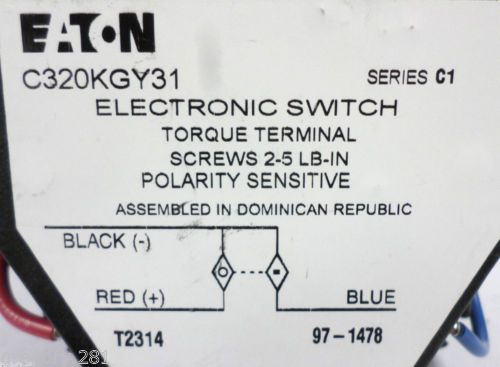 EATON
C320KGY31 SERIES C1
ELECTRONIC SWITCH
TORQUE TERMINAL
SCREWS 2-5 LB-IN
POLARITY SENSITIVE
ASSEMBLED IN DOMINICAN REPUBLIC
BLACK (-)
RED (+) BLUE
T2314 97-1478